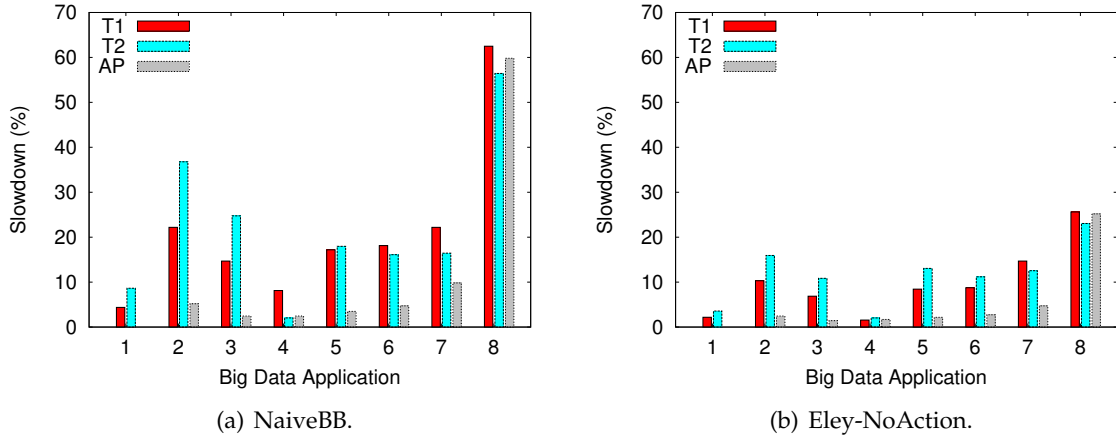 T1
T2
AP
Slowdown (%)
70
60
50
40
30
20
10
0
1 2 3 4 5 6 7 8
Big Data Application
(a) NaiveBB.
T1
T2
AP
Slowdown (%)
70
60
50
40
30
20
10
0
1 2 3 4 5 6 7 8
Big Data Application
(b) Eley-NoAction.